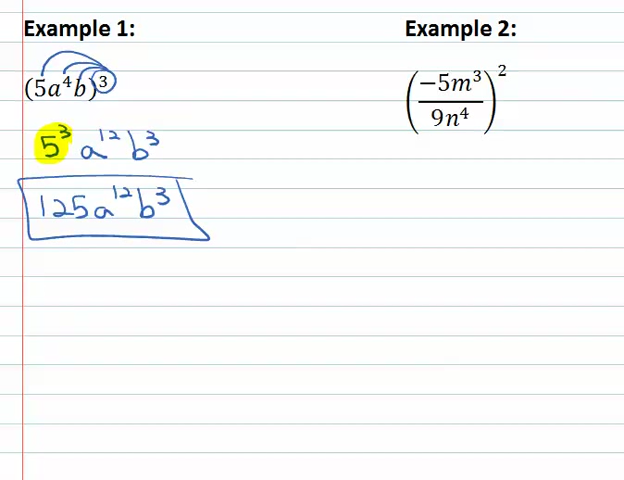 Example 1:
(5a⁴b)³
5³ a¹² b³
125a¹²b³
Example 2:
(−5m³/9n⁴)²